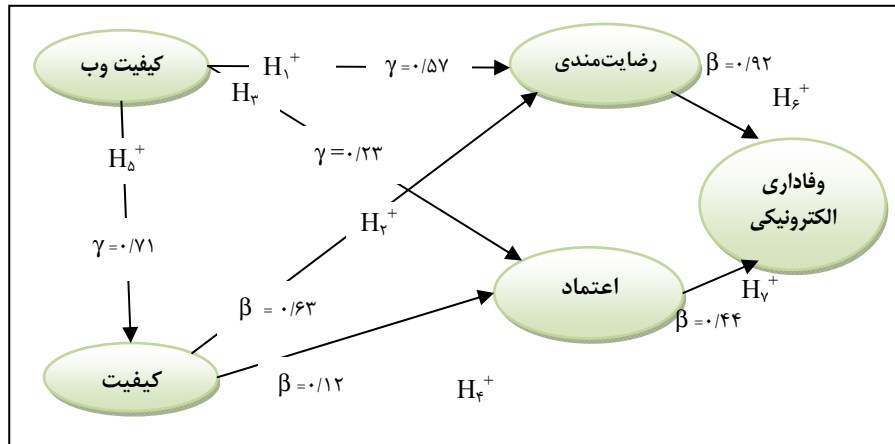 کیفیت وب
H۱+
γ=۰/۵۷
رضایت‌مندی
β=۰/۹۲
H۳
H۶+
H۵+
γ=۰/۲۳
وفاداری
الکترونیکی
H۲+
γ=۰/۷۱
اعتماد
H۷+
β = ۰/۶۳
β=۰/۴۴
کیفیت
β=۰/۱۲
H۴+